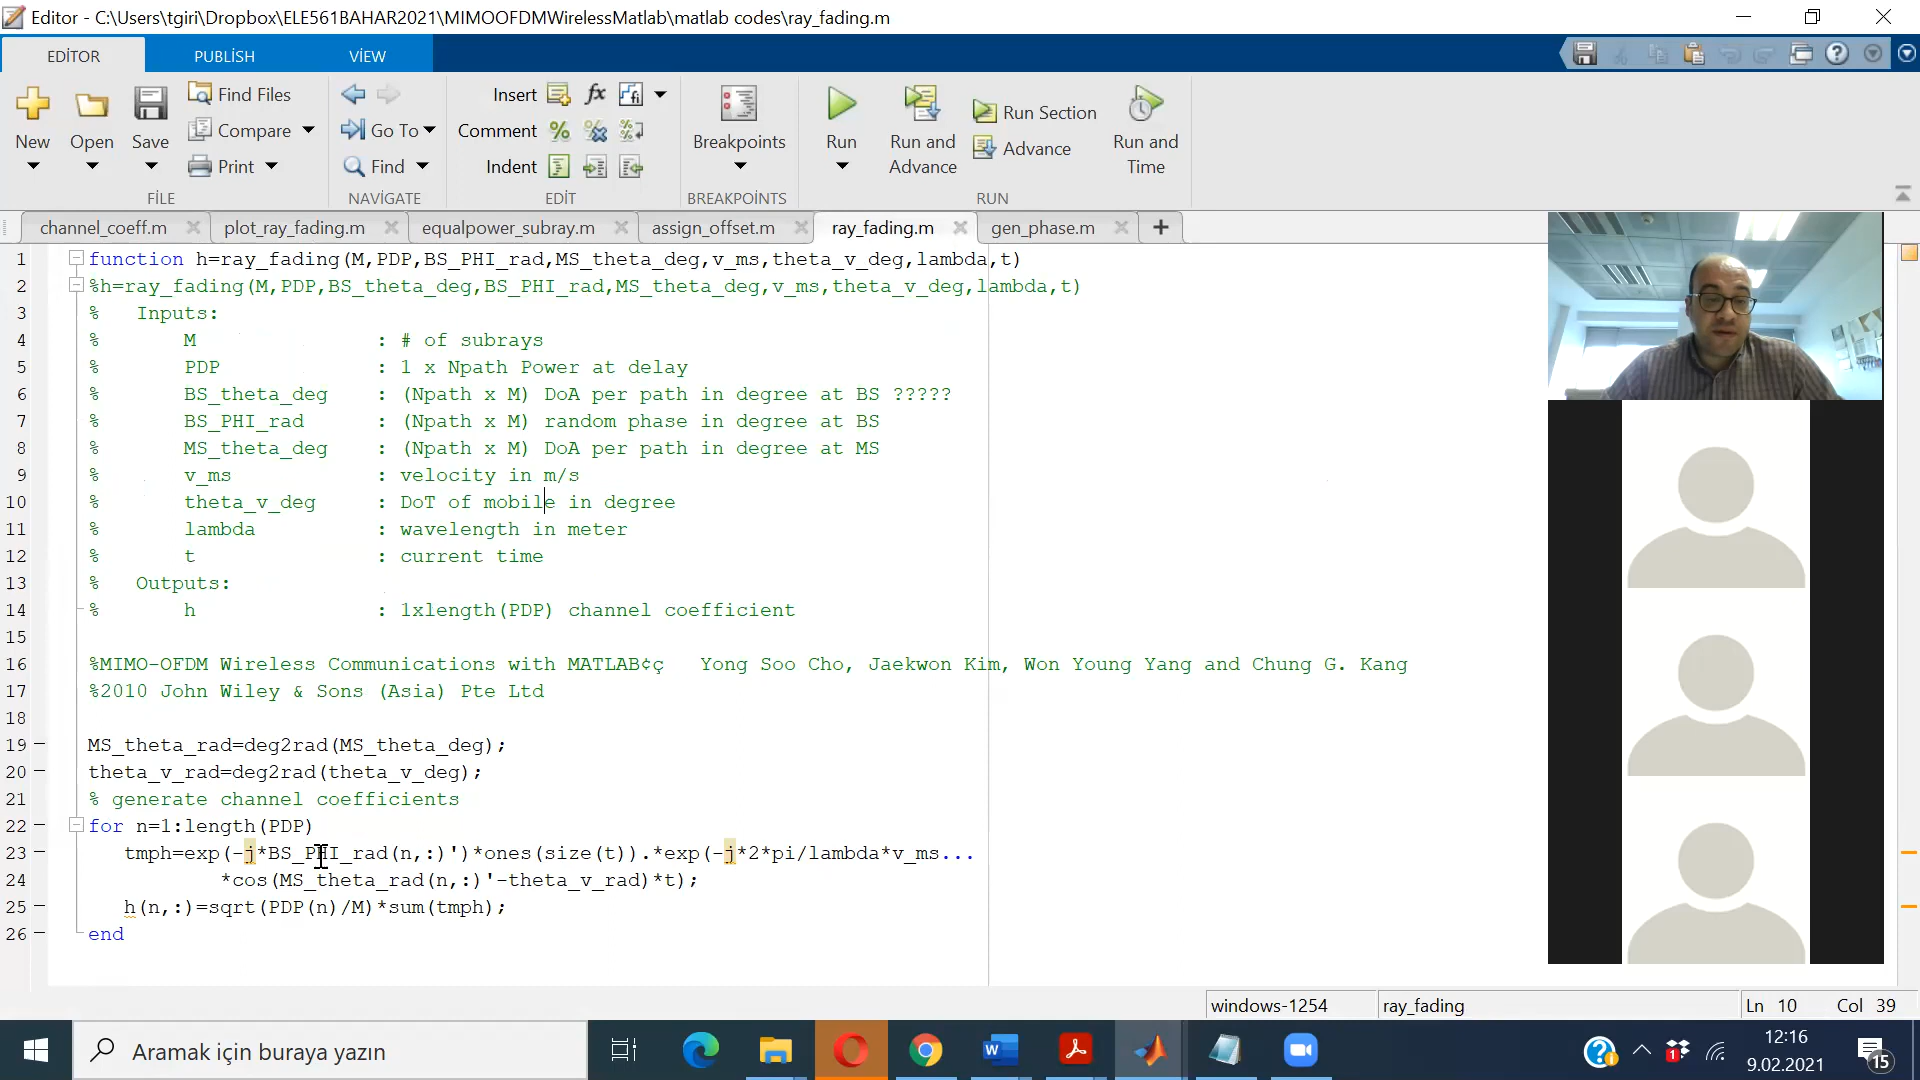 Editor - C:\Users\tgiri\Dropbox\ELE561BAHAR2021\MIMOOFDMWirelessMatlab\matlab codes\ray_fading.m
EDİTOR PUBLİSH VİEW
New Open Save Find Files Compare Print
FİLE
Go To Find
NAVİGATE
Insert Comment Indent
EDİT
Breakpoints
BREAKPOİNTS
Run Run and Advance Run Section Advance Run and Time
RUN
channel_coeff.m plot_ray_fading.m equalpower_subray.m assign_offset.m ray_fading.m gen_phase.m
1 function h=ray_fading(M,PDP,BS_PHI_rad,MS_theta_deg,v_ms,theta_v_deg,lambda,t)
2 %h=ray_fading(M,PDP,BS_theta_deg,BS_PHI_rad,MS_theta_deg,v_ms,theta_v_deg,lambda,t)
3 % Inputs:
4 % M : # of subrays
5 % PDP : 1 x Npath Power at delay
6 % BS_theta_deg : (Npath x M) DoA per path in degree at BS ?????
7 % BS_PHI_rad : (Npath x M) random phase in degree at BS
8 % MS_theta_deg : (Npath x M) DoA per path in degree at MS
9 % v_ms : velocity in m/s
10 % theta_v_deg : DoT of mobile in degree
11 % lambda : wavelength in meter
12 % t : current time
13 % Outputs:
14 % h : 1xlength(PDP) channel coefficient
15
16 %MIMO-OFDM Wireless Communications with MATLAB¢ç Yong Soo Cho, Jaekwon Kim, Won Young Yang and Chung G. Kang
17 %2010 John Wiley & Sons (Asia) Pte Ltd
18
19 MS_theta_rad=deg2rad(MS_theta_deg);
20 theta_v_rad=deg2rad(theta_v_deg);
21 % generate channel coefficients
22 for n=1:length(PDP)
23 tmph=exp(-j*BS_PHI_rad(n,:)')*ones(size(t)).*exp(-j*2*pi/lambda*v_ms...
24 *cos(MS_theta_rad(n,:)'-theta_v_rad)*t);
25 h(n,:)=sqrt(PDP(n)/M)*sum(tmph);
26 end
windows-1254 ray_fading Ln 10 Col 39
Aramak için buraya yazın
12:16
9.02.2021
15
1